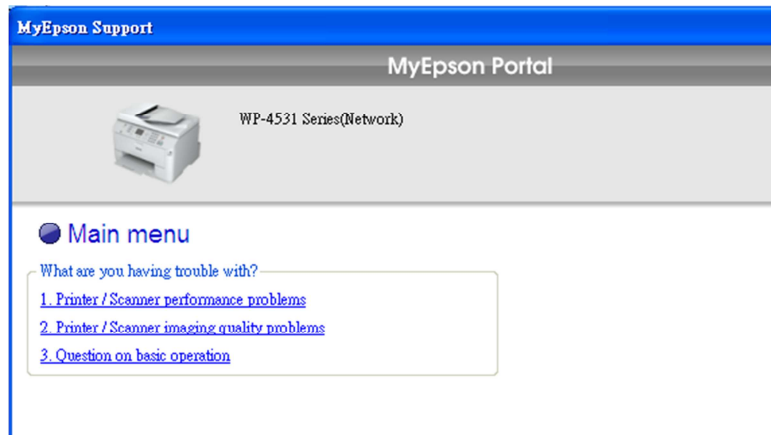 MyEpson Support
MyEpson Portal
WP-4531 Series(Network)
Main menu
What are you having trouble with?
1. Printer / Scanner performance problems
2. Printer / Scanner imaging quality problems
3. Question on basic operation